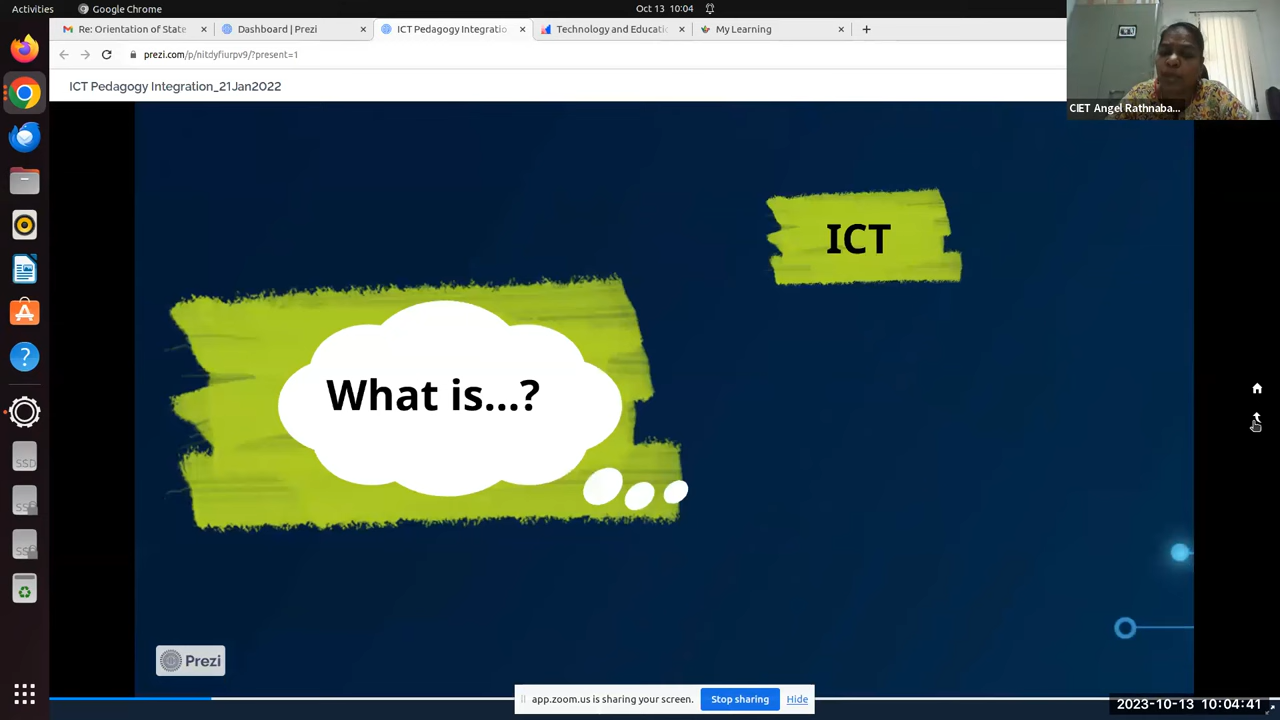 Activities
Google Chrome
Oct 13 10:04
Re: Orientation of State
Dashboard | Prezi
ICT Pedagogy Integratio
Technology and Educatio
My Learning
prezi.com/p/nitdyfiurpv9/?present=1
ICT Pedagogy Integration_21Jan2022
CIET Angel Rathnaba...
ICT
What is...?
SSD
Prezi
app.zoom.us is sharing your screen.
Stop sharing
Hide
2023-10-13 10:04:41